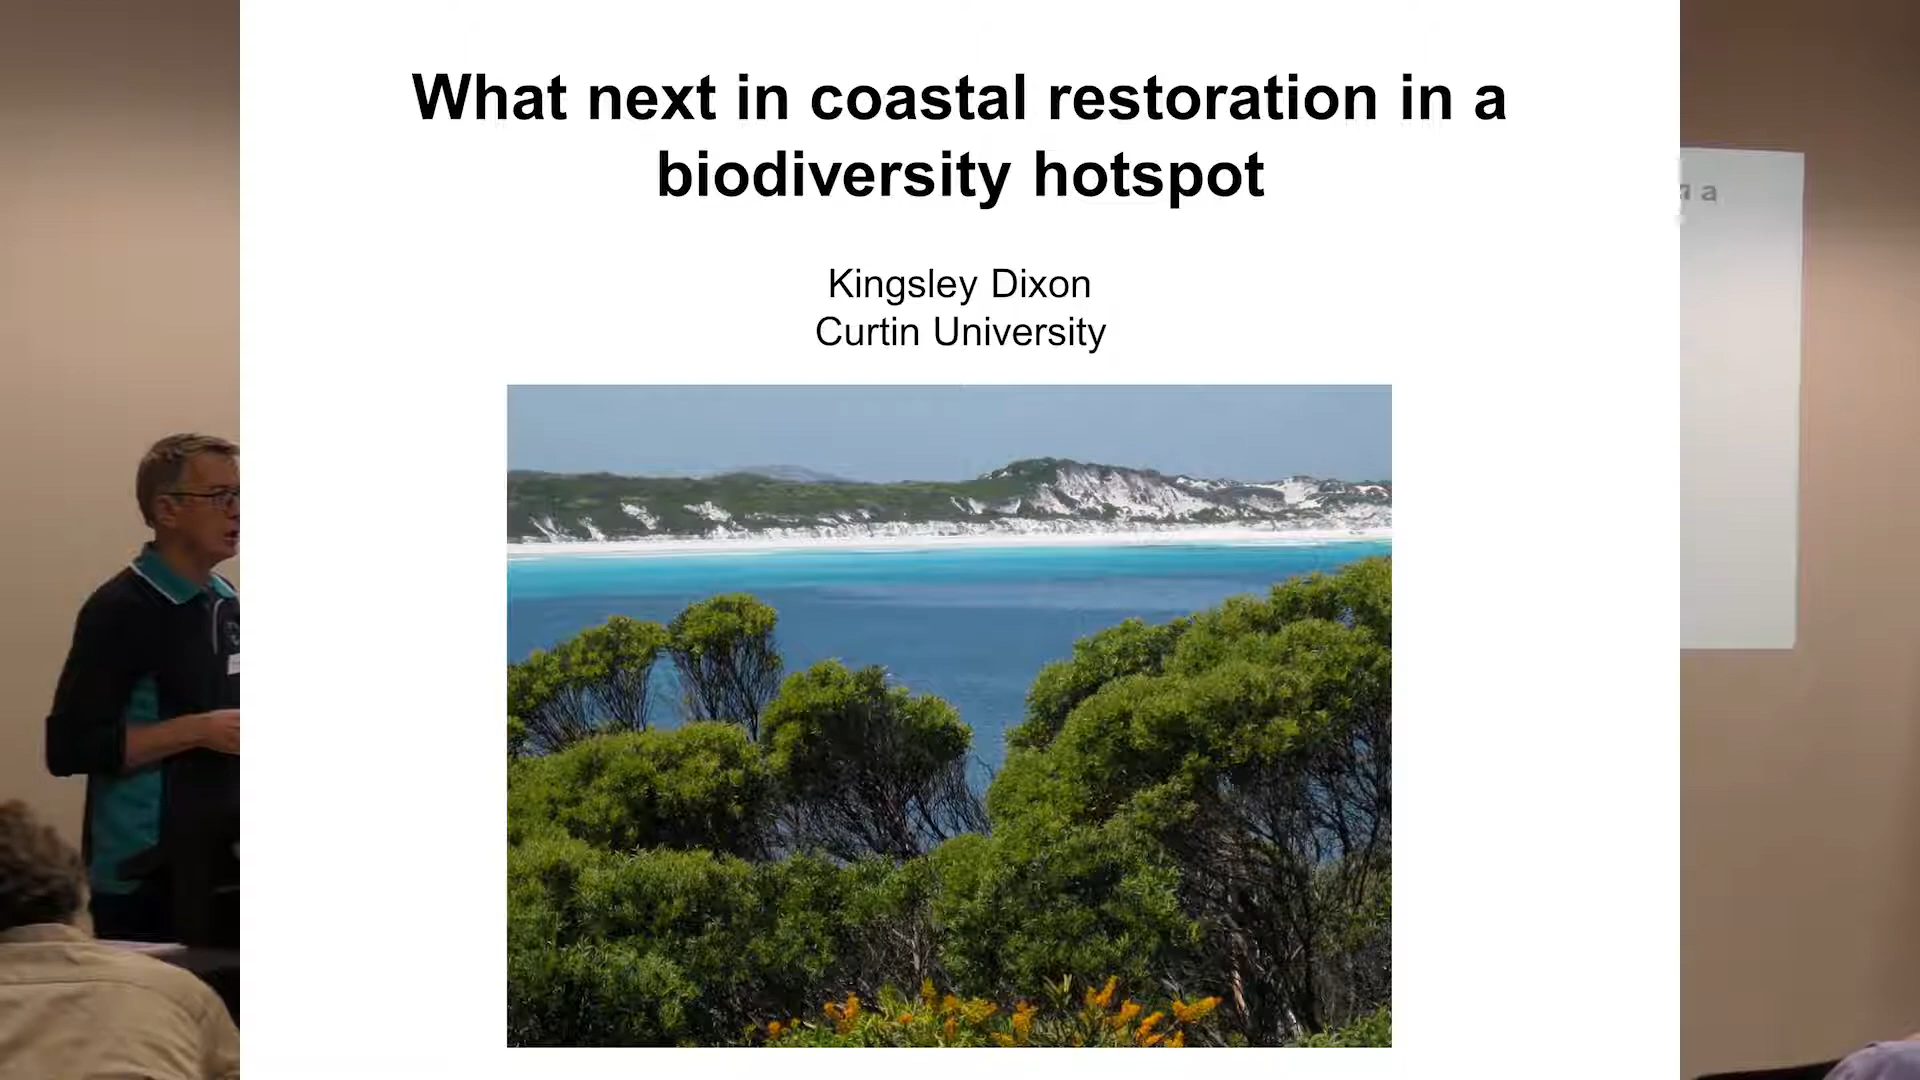 What next in coastal restoration in a
biodiversity hotspot
Kingsley Dixon
Curtin University
n a